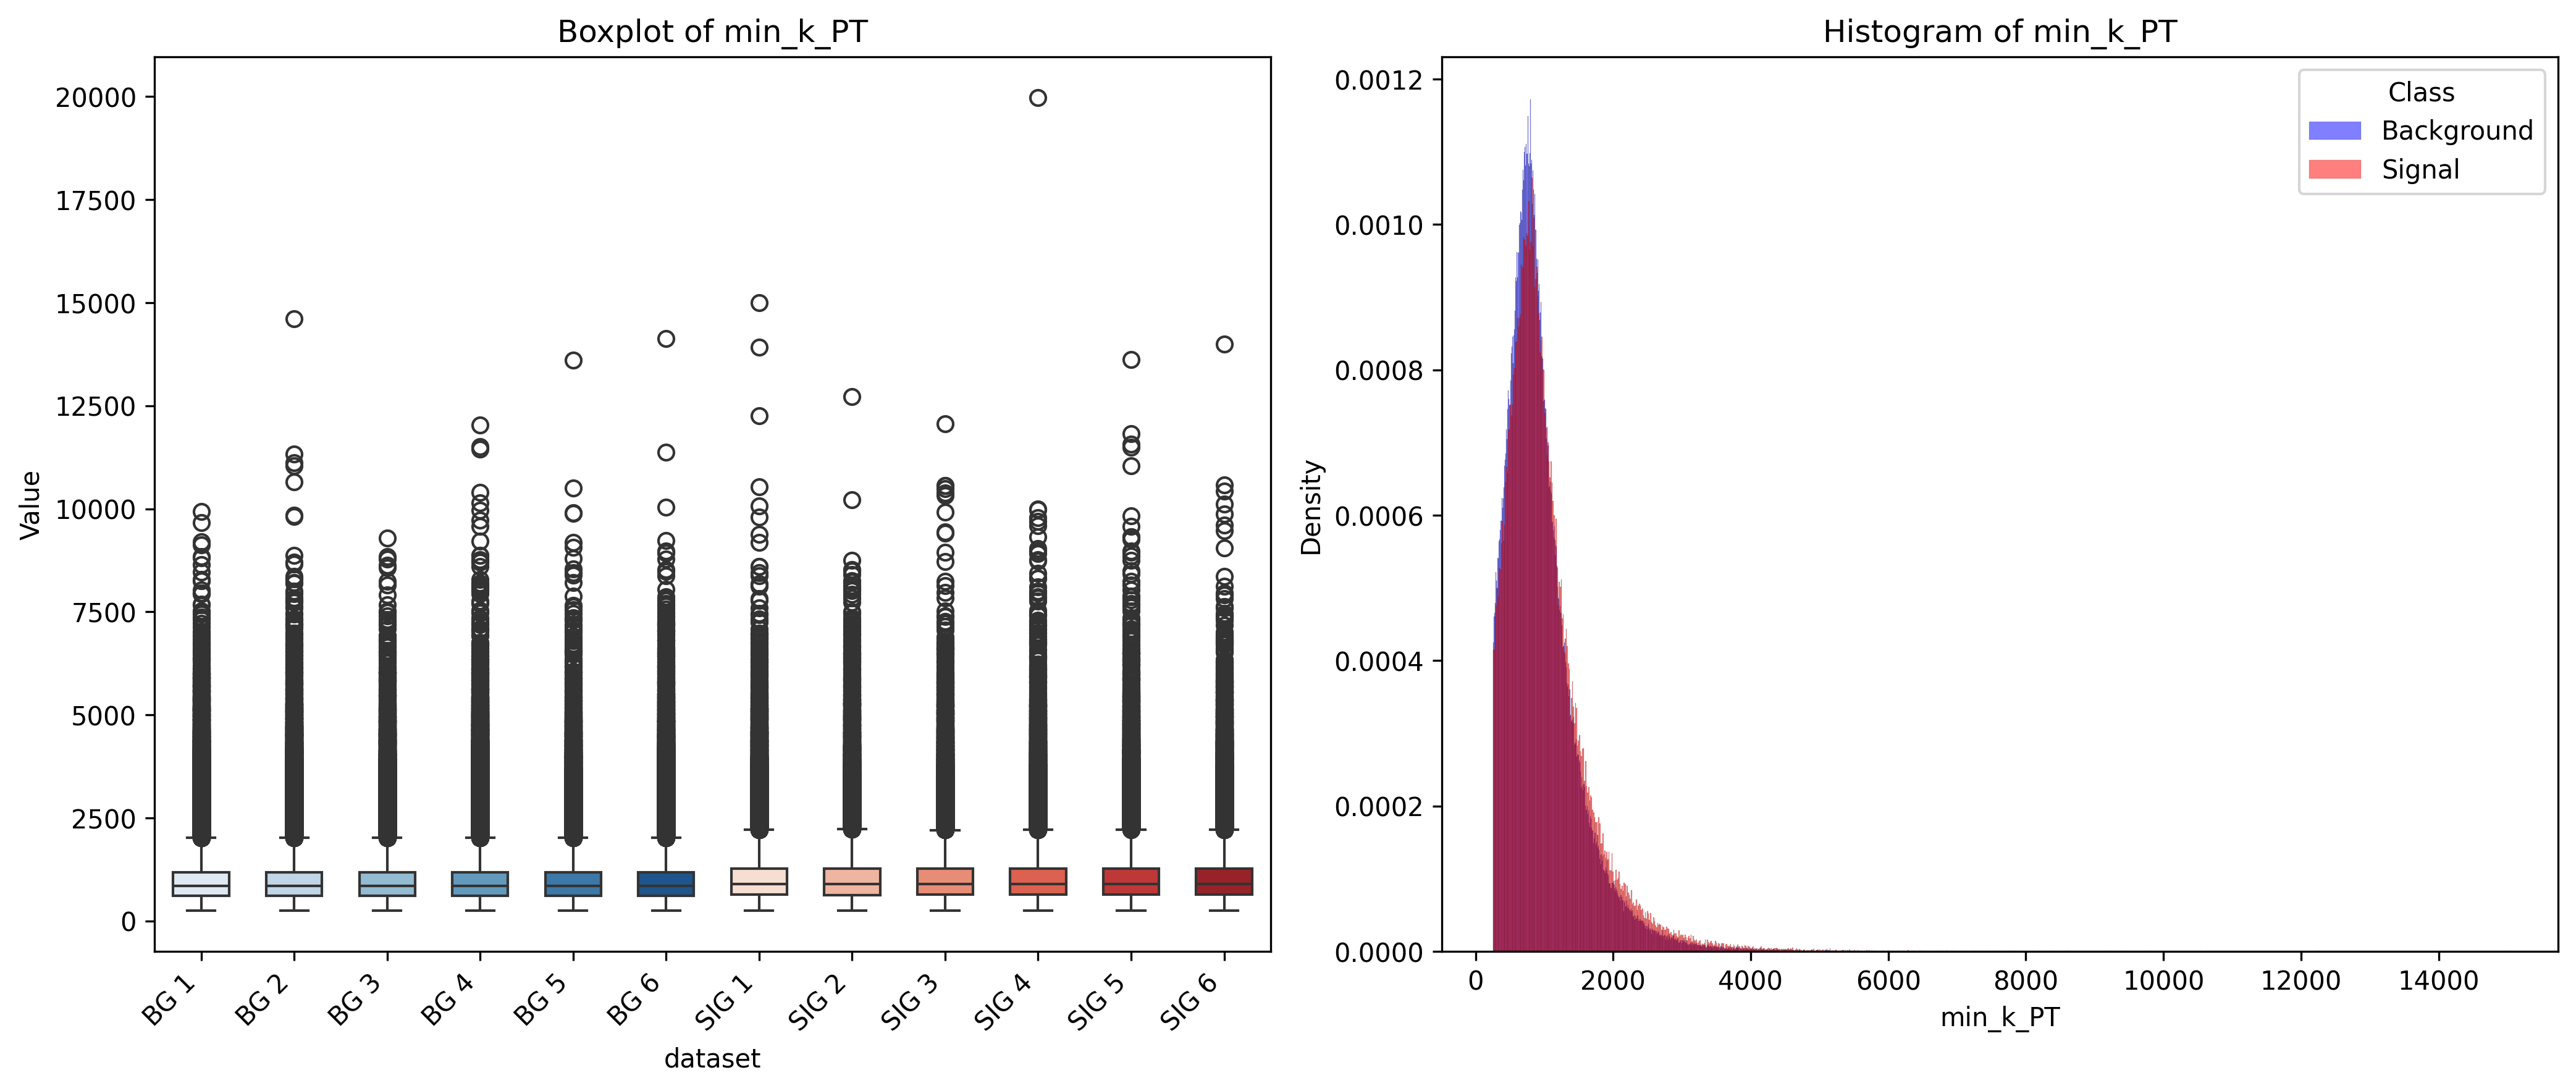 Boxplot of min_k_PT
Value
20000
17500
15000
12500
10000
7500
5000
2500
0
BG 1
BG 2
BG 3
BG 4
BG 5
BG 6
SIG 1
SIG 2
SIG 3
SIG 4
SIG 5
SIG 6
dataset
Histogram of min_k_PT
Density
0.0012
0.0010
0.0008
0.0006
0.0004
0.0002
0.0000
Class
Background
Signal
0
2000
4000
6000
8000
10000
12000
14000
min_k_PT